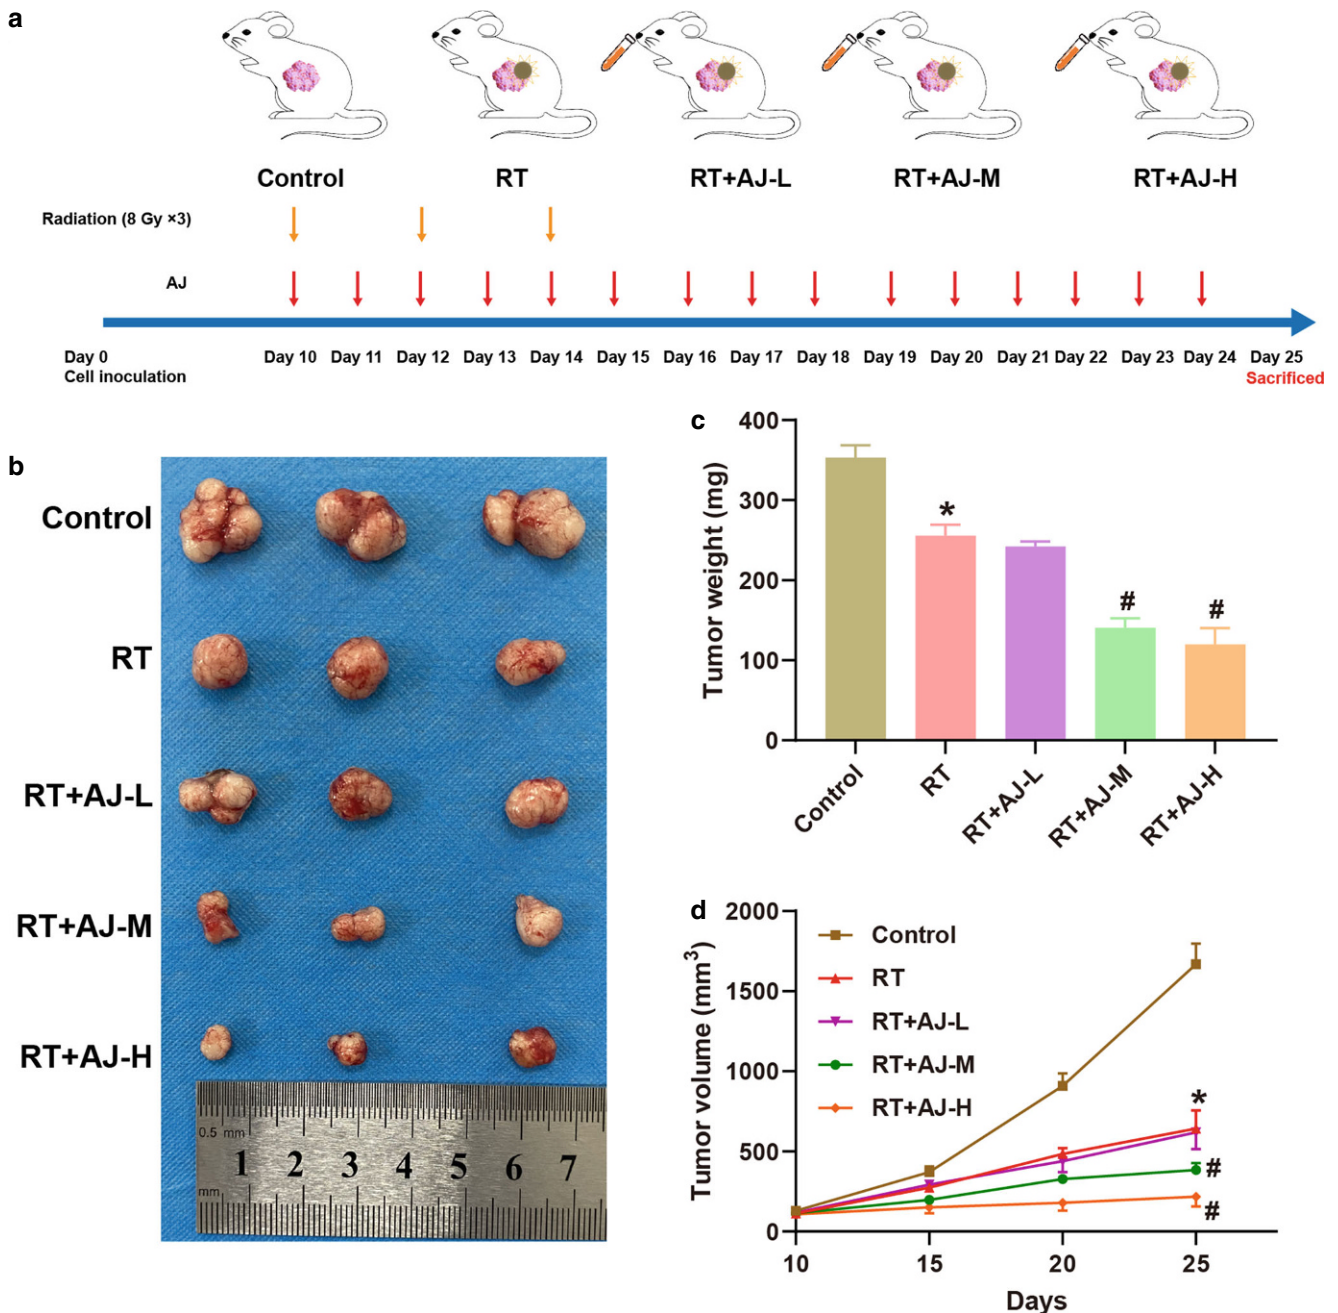 a
Control
RT
RT+AJ-L
RT+AJ-M
RT+AJ-H
Radiation (8 Gy ×3)
AJ
Day 0
Cell inoculation
Day 10
Day 11
Day 12
Day 13
Day 14
Day 15
Day 16
Day 17
Day 18
Day 19
Day 20
Day 21
Day 22
Day 23
Day 24
Day 25
Sacrificed
b
Control
RT
RT+AJ-L
RT+AJ-M
RT+AJ-H
0.5 mm
1 2 3 4 5 6 7
mm
c
Tumor weight (mg)
400
300
200
100
0
*
#
#
Control
RT
RT+AJ-L
RT+AJ-M
RT+AJ-H
d
Tumor volume (mm³)
2000
1500
1000
500
0
Control
RT
RT+AJ-L
RT+AJ-M
RT+AJ-H
*
#
#
10
15
20
25
Days